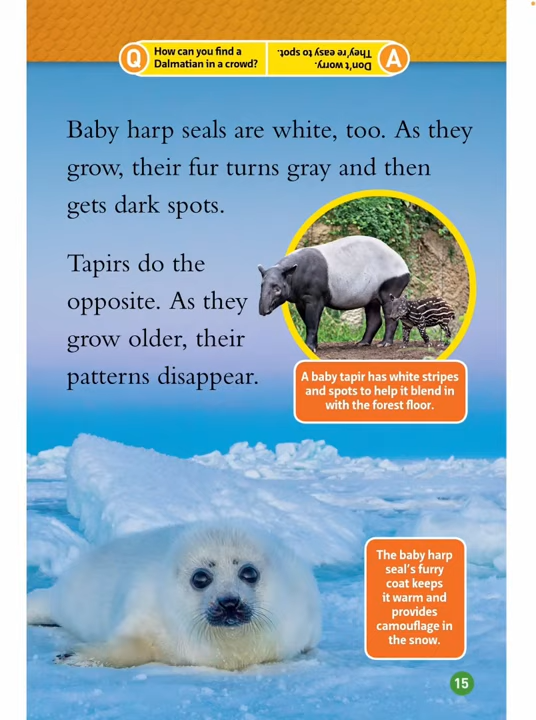 Q
How can you find a
Dalmatian in a crowd?
Don't worry.
They're easy to spot.
A
Baby harp seals are white, too. As they
grow, their fur turns gray and then
gets dark spots.
Tapirs do the
opposite. As they
grow older, their
patterns disappear.
A baby tapir has white stripes
and spots to help it blend in
with the forest floor.
The baby harp
seal's furry
coat keeps
it warm and
provides
camouflage in
the snow.
15